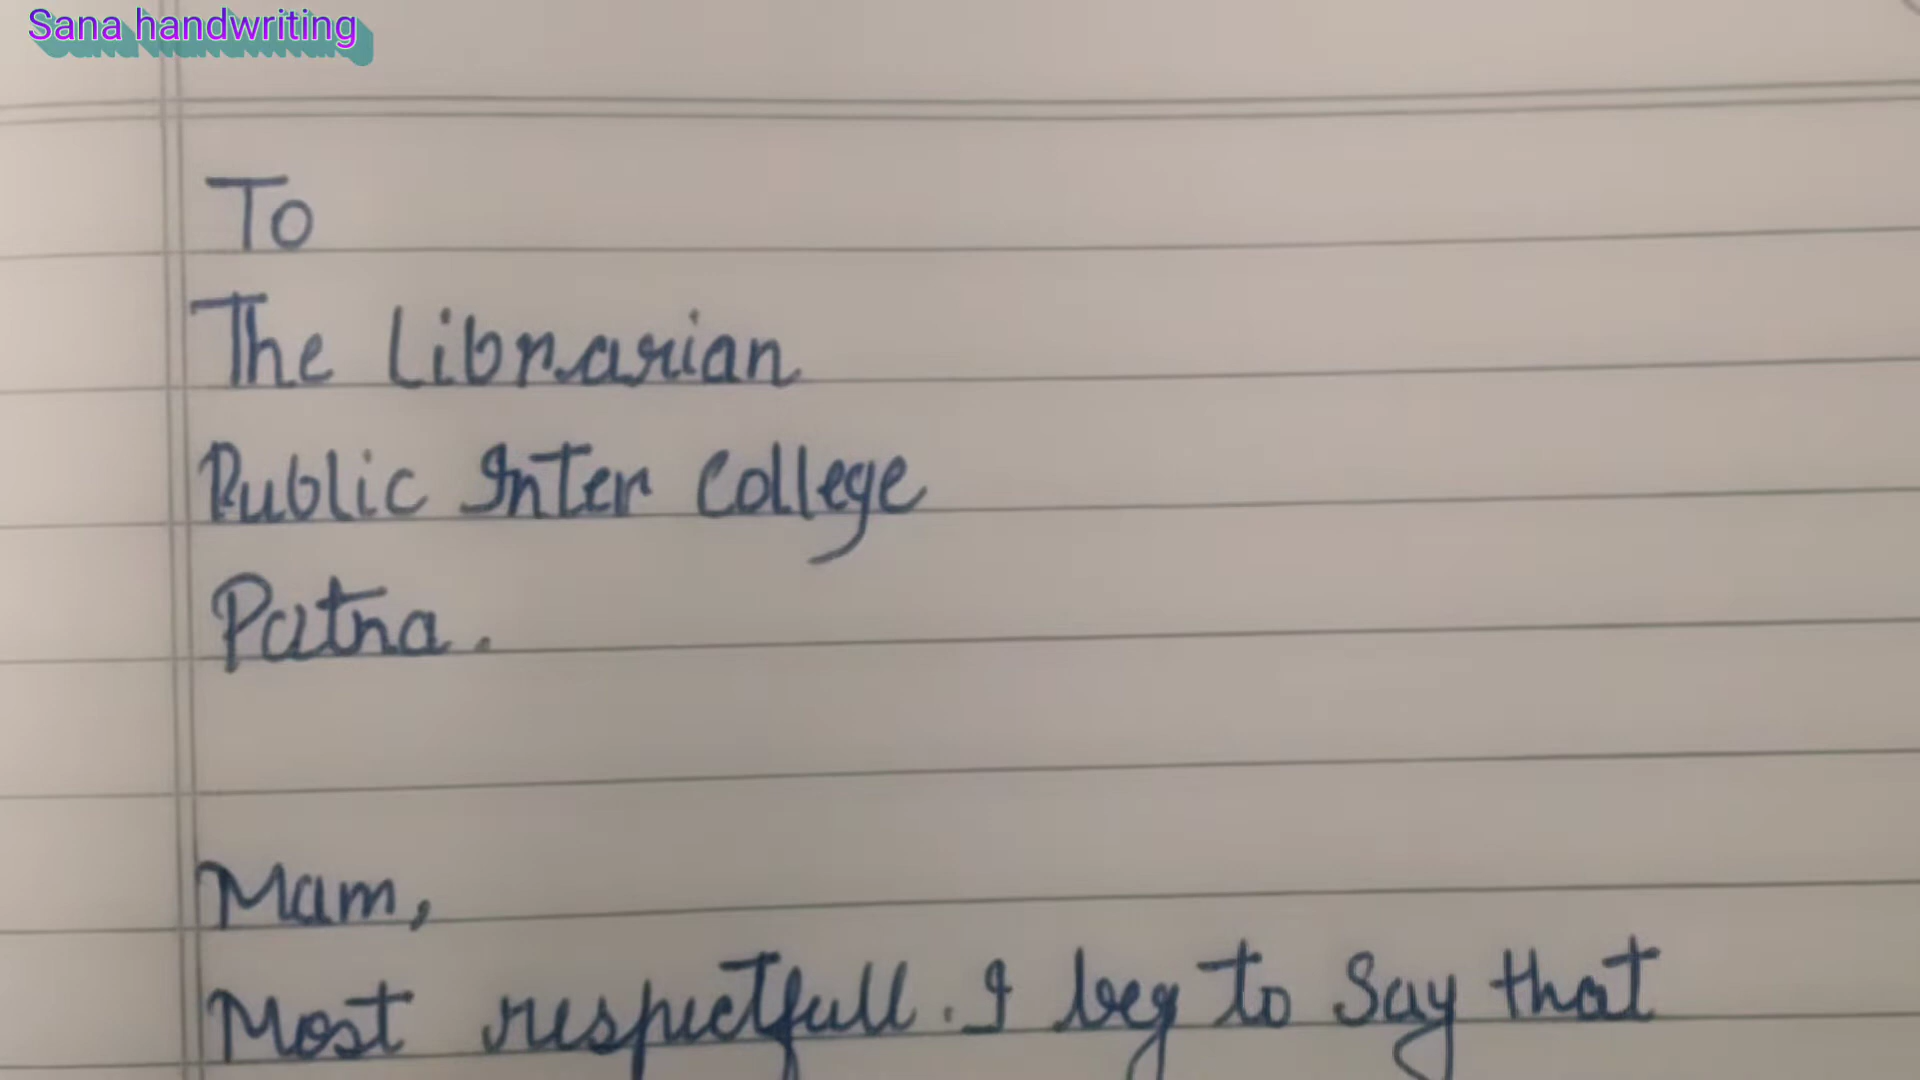 Sana handwriting
To
The Librarian
Public Inter College
Patna.
Mam,
Most respectfull. I beg to say that